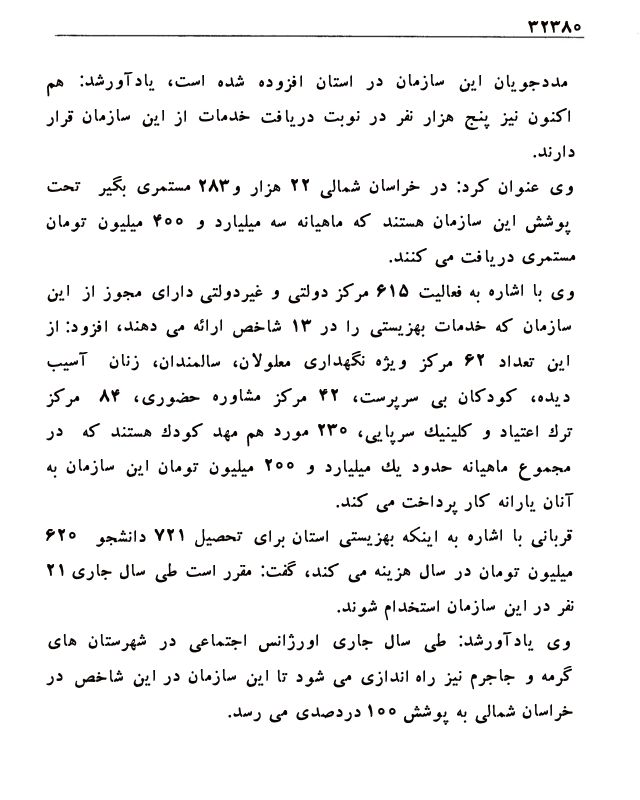 ۳۲۳۸۰
مددجویان این سازمان در استان افزوده شده است، یادآورشد: هم
اکنون نیز پنج هزار نفر در نوبت دریافت خدمات از این سازمان قرار
دارند.
وی عنوان کرد: در خراسان شمالی ۲۲ هزار و۲۸۳ مستمری بگیر تحت
پوشش این سازمان هستند که ماهیانه سه میلیارد و ۴۰۰ میلیون تومان
مستمری دریافت می کنند.
وی با اشاره به فعالیت ۶۱۵ مرکز دولتی و غیردولتی دارای مجوز از این
سازمان که خدمات بهزیستی را در ۱۳ شاخص ارائه می دهند، افزود: از
این تعداد ۶۲ مرکز ویژه نگهداری معلولان، سالمندان، زنان آسیب
دیده، کودکان بی سرپرست، ۴۲ مرکز مشاوره حضوری، ۸۴ مرکز
ترك اعتیاد و کلینیك سرپایی، ۲۳۰ مورد هم مهد کودك هستند که در
مجموع ماهیانه حدود یك میلیارد و ۲۰۰ میلیون تومان این سازمان به
آنان یارانه کار پرداخت می کند.
قربانی با اشاره به اینکه بهزیستی استان برای تحصیل ۷۲۱ دانشجو ۶۲۰
میلیون تومان در سال هزینه می کند، گفت: مقرر است طی سال جاری ۲۱
نفر در این سازمان استخدام شوند.
وی یادآورشد: طی سال جاری اورژانس اجتماعی در شهرستان های
گرمه و جاجرم نیز راه اندازی می شود تا این سازمان در این شاخص در
خراسان شمالی به پوشش ۱۰۰ درصدی می رسد.